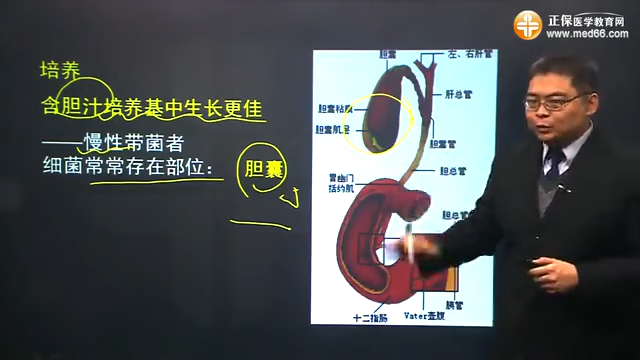 正保医学教育网
www.med66.com
培养
含胆汁培养基中生长更佳
——慢性带菌者
细菌常常存在部位：
胆囊
胆囊
左、右肝管
肝总管
胆囊粘膜
胆囊肌层
胆囊管
胆总管
胃幽门
括约肌
胆总管
胰管
十二指肠
Vater壶腹